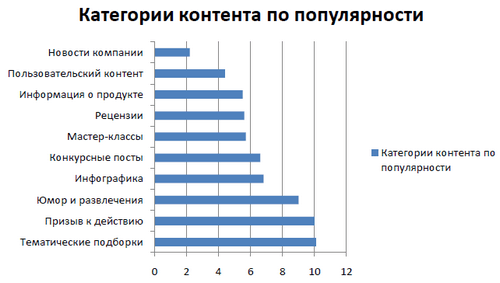 Категории контента по популярности
Новости компании
Пользовательский контент
Информация о продукте
Рецензии
Мастер-классы
Конкурсные посты
Инфографика
Юмор и развлечения
Призыв к действию
Тематические подборки
0 2 4 6 8 10 12
Категории контента по
популярности